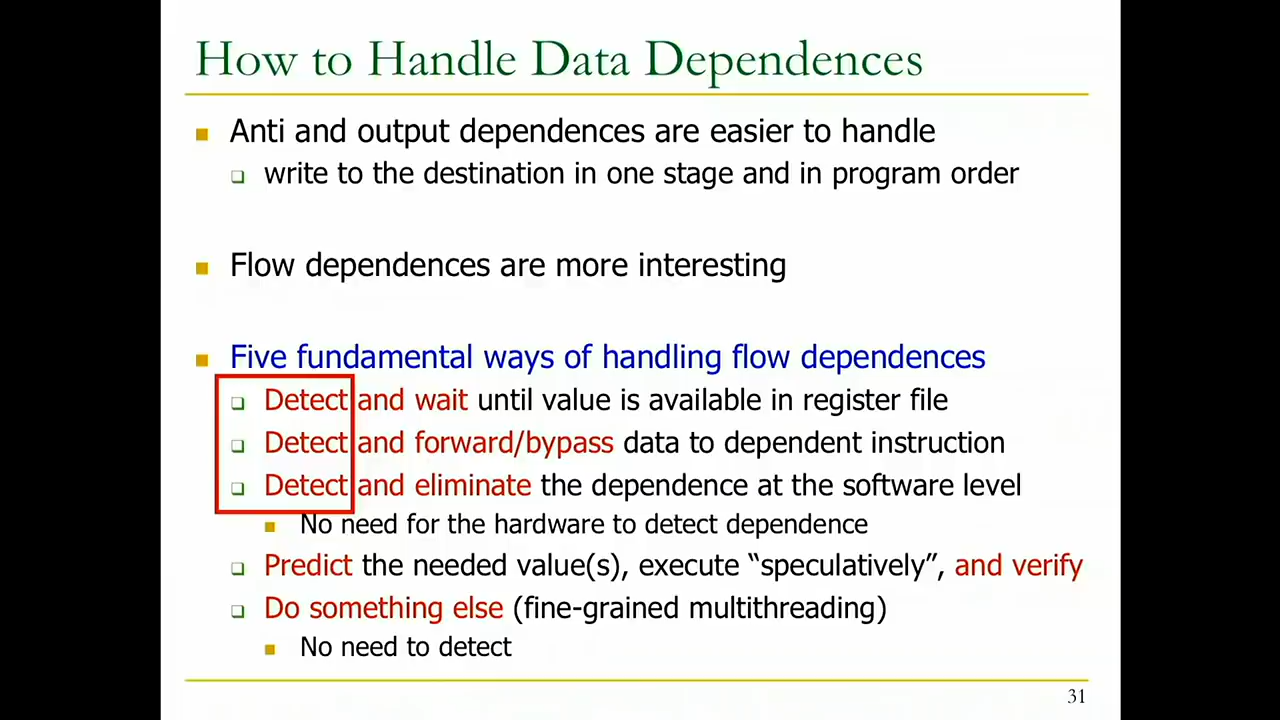 How to Handle Data Dependences
Anti and output dependences are easier to handle
write to the destination in one stage and in program order
Flow dependences are more interesting
Five fundamental ways of handling flow dependences
Detect and wait until value is available in register file
Detect and forward/bypass data to dependent instruction
Detect and eliminate the dependence at the software level
No need for the hardware to detect dependence
Predict the needed value(s), execute “speculatively”, and verify
Do something else (fine-grained multithreading)
No need to detect
31